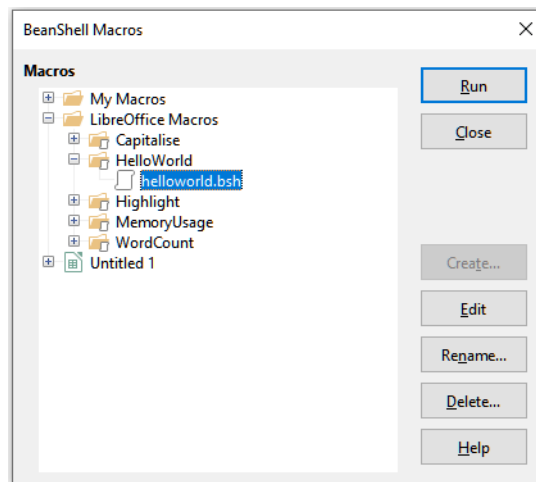 BeanShell Macros
Macros
My Macros
LibreOffice Macros
Capitalise
HelloWorld
helloworld.bsh
Highlight
MemoryUsage
WordCount
Untitled 1
Run
Close
Create...
Edit
Rename...
Delete...
Help